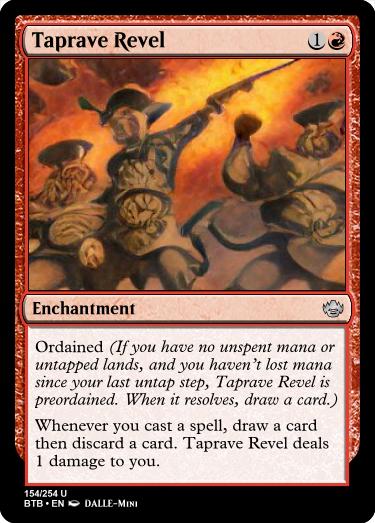 Taprave Revel 1
Enchantment
Ordained (If you have no unspent mana or
untapped lands, and you haven't lost mana
since your last untap step, Taprave Revel is
preordained. When it resolves, draw a card.)
Whenever you cast a spell, draw a card
then discard a card. Taprave Revel deals
1 damage to you.
154/254 U
BTB • EN DALLE-Mini